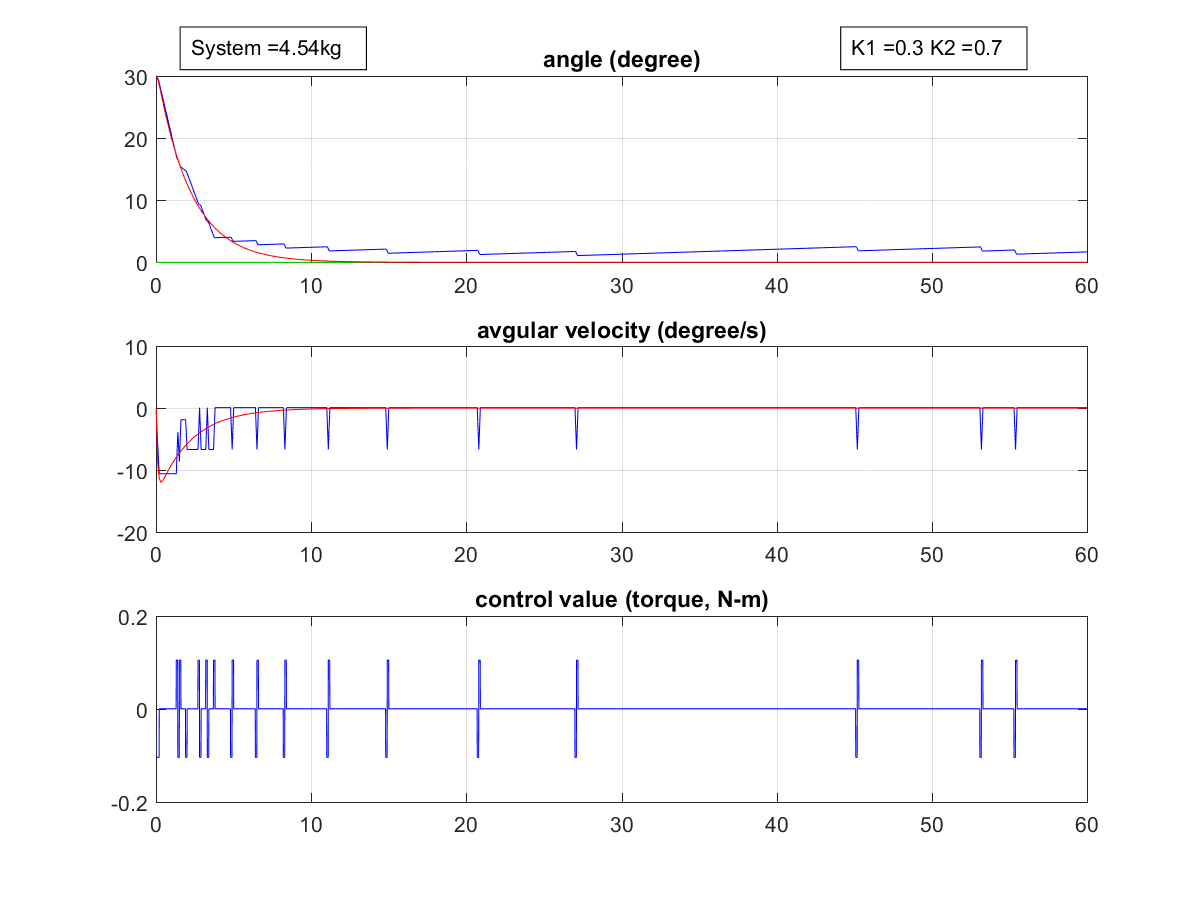 System =4.54kg
K1 =0.3 K2 =0.7
angle (degree)
30
20
10
0
0 10 20 30 40 50 60
avgular velocity (degree/s)
10
0
-10
-20
0 10 20 30 40 50 60
control value (torque, N-m)
0.2
0
-0.2
0 10 20 30 40 50 60